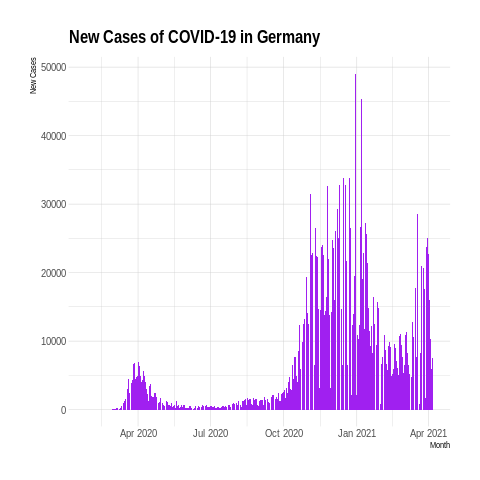 New Cases of COVID-19 in Germany
New Cases
50000
40000
30000
20000
10000
0
Apr 2020 Jul 2020 Oct 2020 Jan 2021 Apr 2021
Month